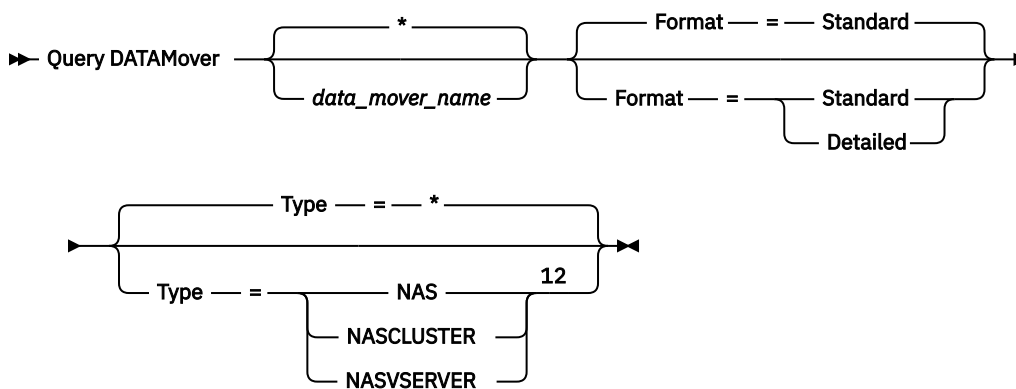 *
Format = Standard
Query DATAMover
data_mover_name
Format = Standard
Detailed
Type = *
Type = NAS 12
NASCLUSTER
NASVSERVER